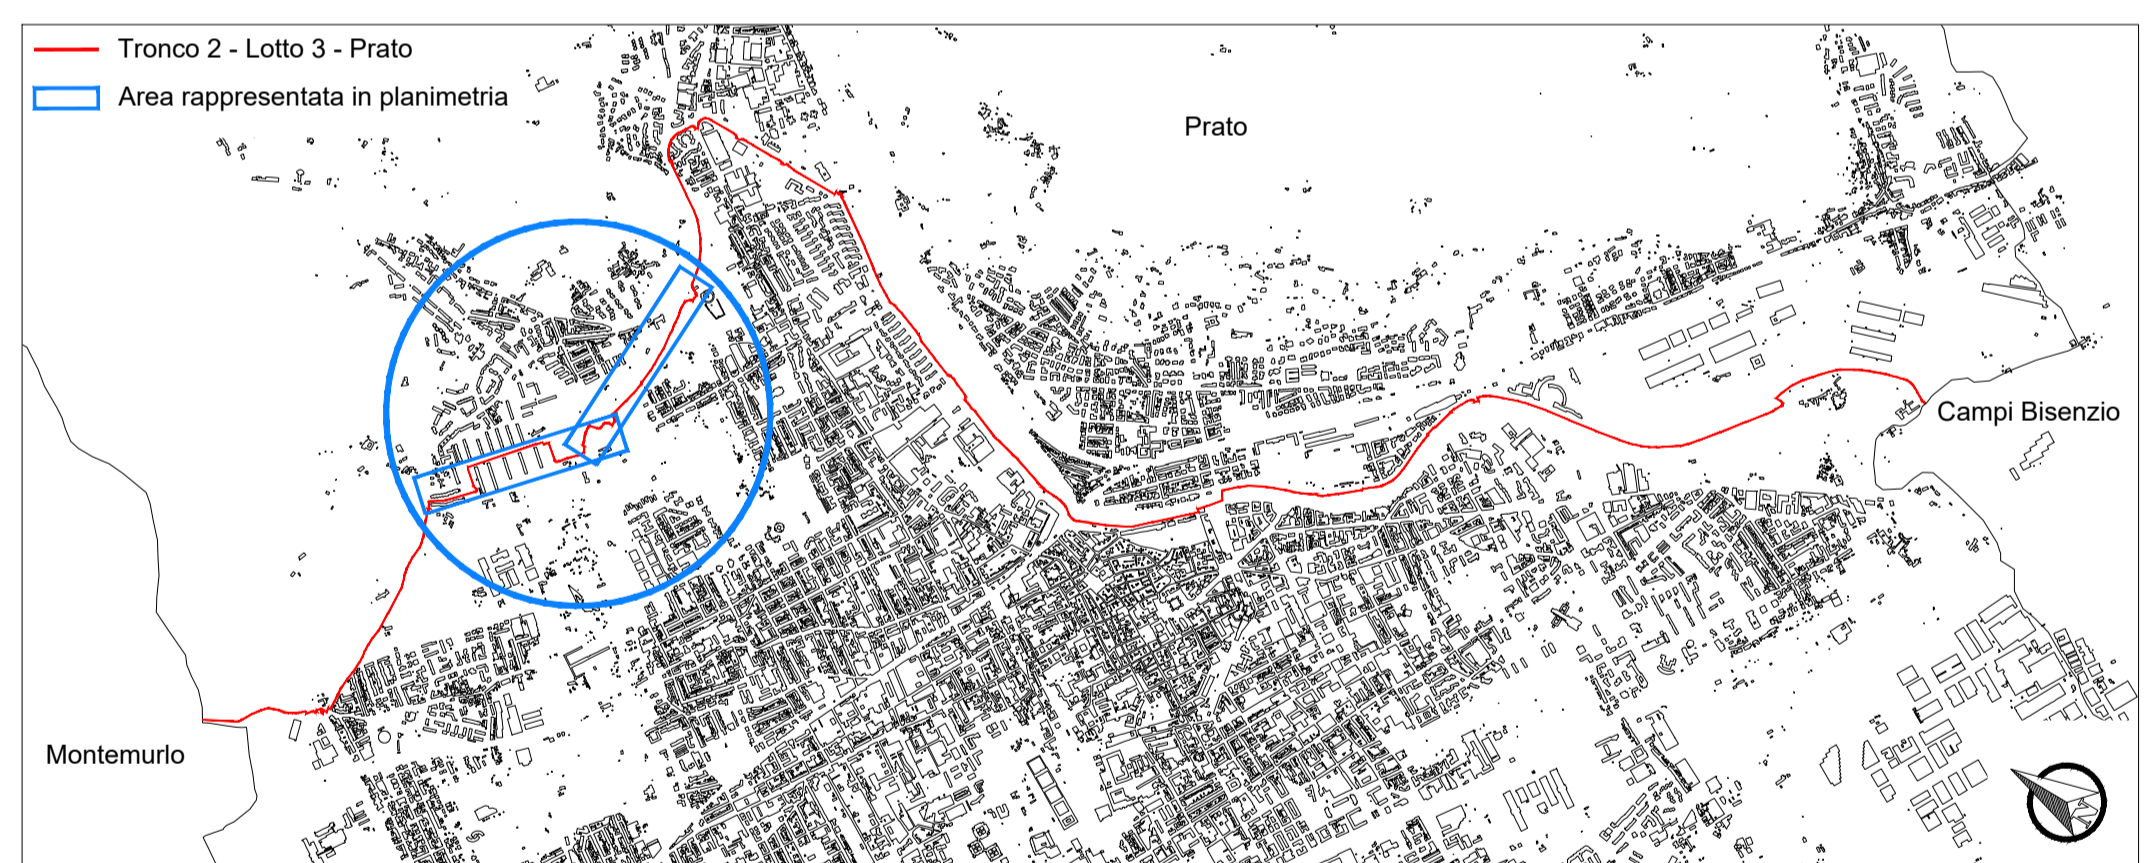 Tronco 2 - Lotto 3 - Prato
Area rappresentata in planimetria
Prato
Campi Bisenzio
Montemurlo
N